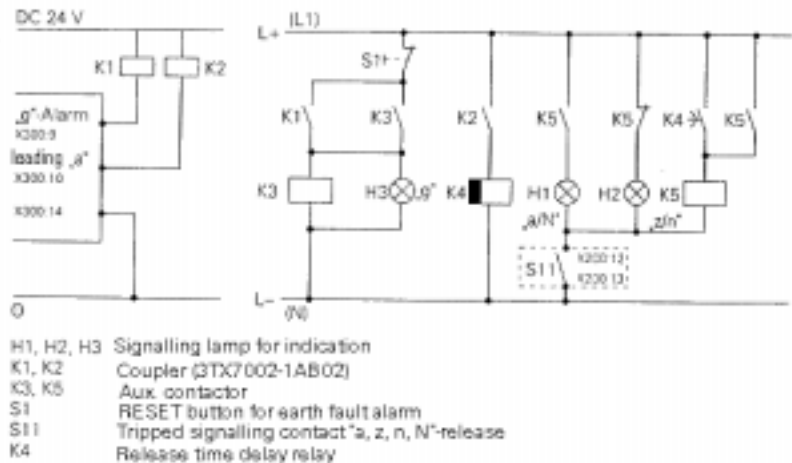 DC 24 V
K1
K2
„g"-Alarm
X300:9
leading „a"
X300:10
X300:14
0
L+
(L1)
S1
K1
K3
K2
K5
K5
K4
K5
K3
H3
„g"
K4
H1
H2
K5
„a/N"
„z/n"
S11
X200:12
X200:13
L-
(N)
H1, H2, H3 Signalling lamp for indication
K1, K2 Coupler (3TX7002-1AB02)
K3, K5 Aux. contactor
S1 RESET button for earth fault alarm
S11 Tripped signalling contact "a, z, n, N"-release
K4 Release time delay relay